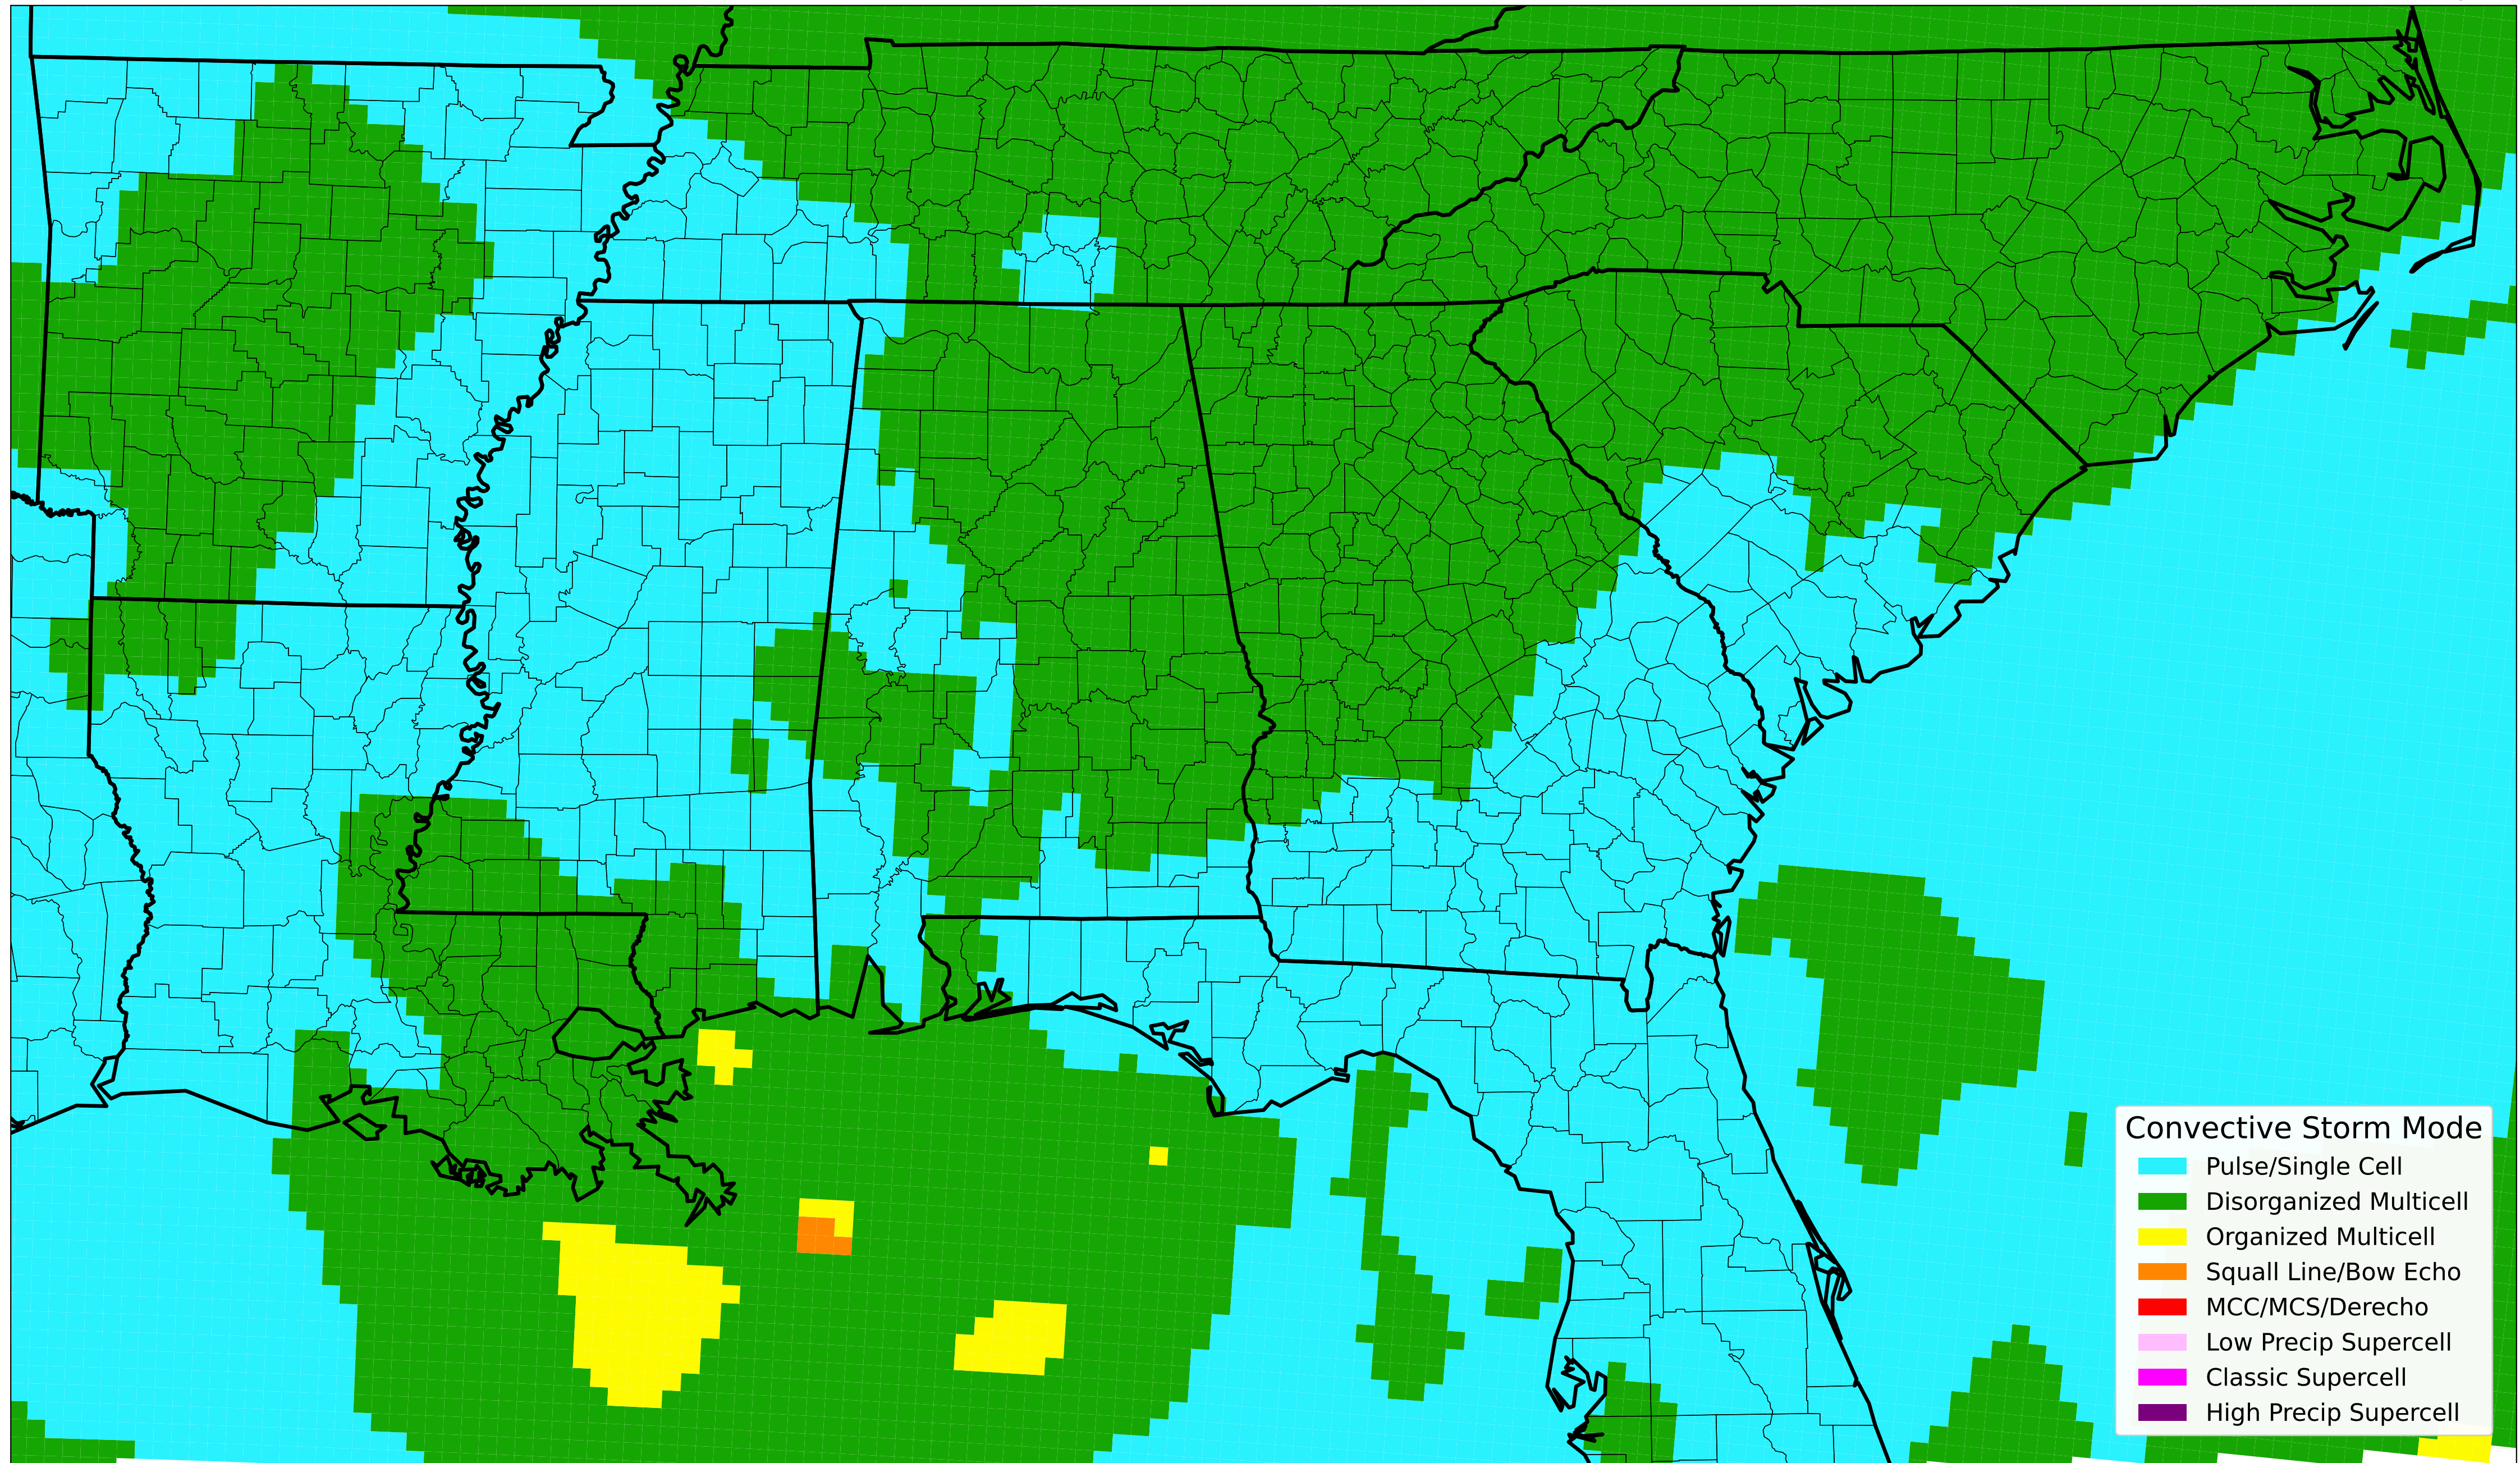 Convective Storm Mode
Pulse/Single Cell
Disorganized Multicell
Organized Multicell
Squall Line/Bow Echo
MCC/MCS/Derecho
Low Precip Supercell
Classic Supercell
High Precip Supercell